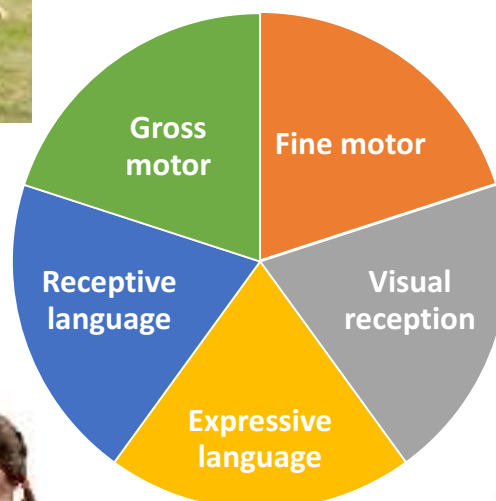 Gross
motor
Fine motor
Receptive
language
Visual
reception
Expressive
language